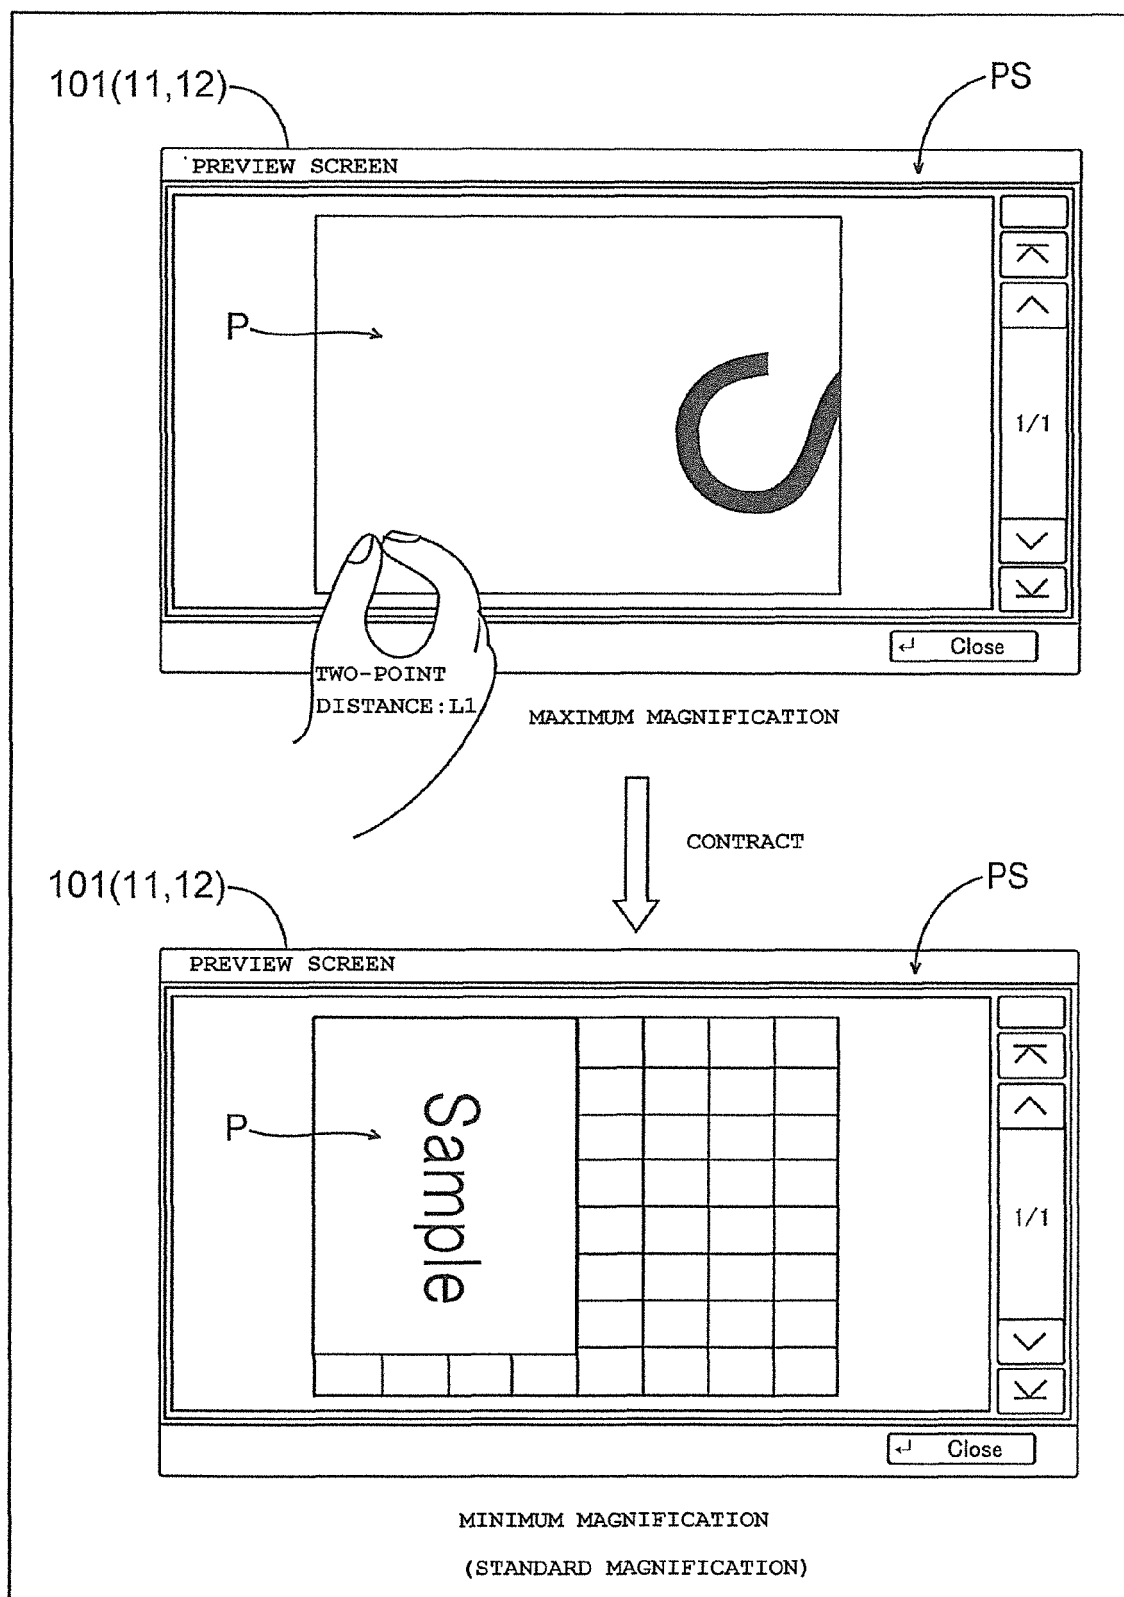 101(11,12)
PS
PREVIEW SCREEN
P
1/1
Close
TWO-POINT
DISTANCE:L1
MAXIMUM MAGNIFICATION
CONTRACT
101(11,12)
PS
PREVIEW SCREEN
P
Sample
1/1
Close
MINIMUM MAGNIFICATION
(STANDARD MAGNIFICATION)